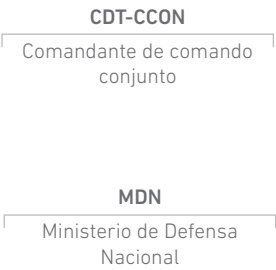 CDT-CCON
Comandante de comando
conjunto
MDN
Ministerio de Defensa
Nacional